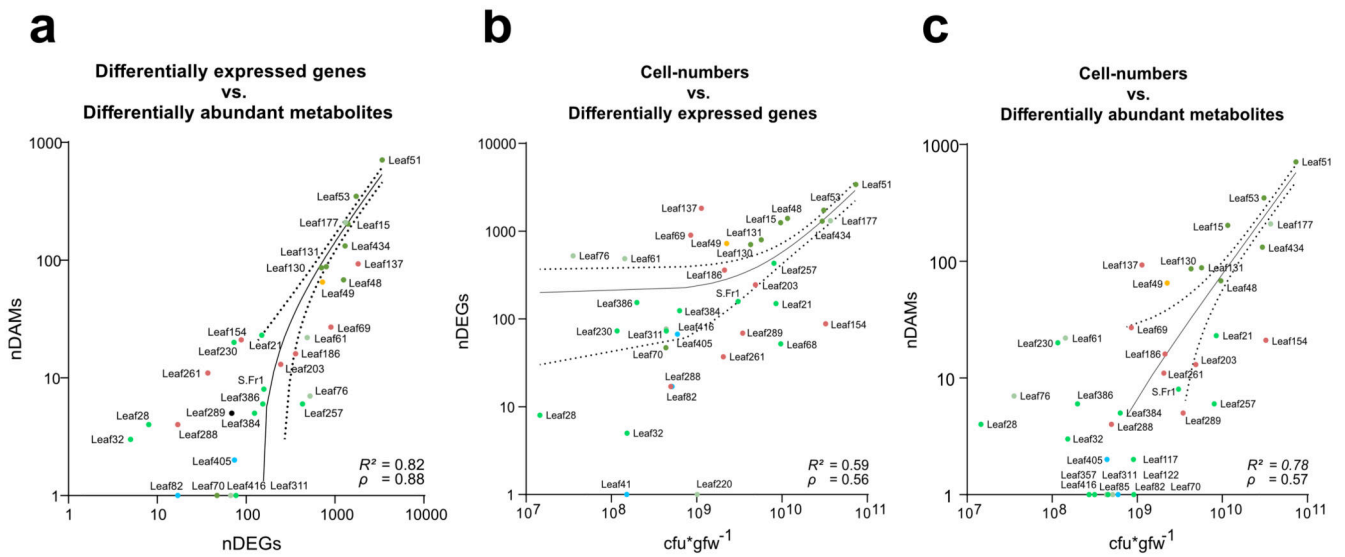 a
Differentially expressed genes
vs.
Differentially abundant metabolites
nDAMs
1000
100
10
1
Leaf51
Leaf53
Leaf177
Leaf15
Leaf131
Leaf434
Leaf130
Leaf137
Leaf49
Leaf48
Leaf154
Leaf69
Leaf230
Leaf21
Leaf61
Leaf186
Leaf261
Leaf203
S.Fr1
Leaf386
Leaf76
Leaf28
Leaf289
Leaf257
Leaf384
Leaf32
Leaf288
Leaf405
Leaf82
Leaf70
Leaf416
Leaf311
R² = 0.82
ρ = 0.88
1
10
100
1000
10000
nDEGs
b
Cell-numbers
vs.
Differentially expressed genes
nDEGs
10000
1000
100
10
1
Leaf51
Leaf53
Leaf137
Leaf48
Leaf15
Leaf177
Leaf69
Leaf131
Leaf49
Leaf434
Leaf76
Leaf61
Leaf130
Leaf186
Leaf257
Leaf203
S.Fr1
Leaf386
Leaf21
Leaf384
Leaf154
Leaf230
Leaf311
Leaf416
Leaf289
Leaf405
Leaf68
Leaf70
Leaf261
Leaf288
Leaf82
Leaf28
Leaf32
Leaf41
Leaf220
R² = 0.59
ρ = 0.56
10⁷
10⁸
10⁹
10¹⁰
10¹¹
cfu*gfw⁻¹
c
Cell-numbers
vs.
Differentially abundant metabolites
nDAMs
1000
100
10
1
Leaf51
Leaf53
Leaf15
Leaf177
Leaf434
Leaf137
Leaf130
Leaf131
Leaf49
Leaf48
Leaf69
Leaf61
Leaf21
Leaf230
Leaf154
Leaf186
Leaf203
Leaf261
S.Fr1
Leaf76
Leaf386
Leaf257
Leaf384
Leaf28
Leaf288
Leaf289
Leaf32
Leaf405
Leaf117
Leaf357
Leaf311
Leaf122
Leaf416
Leaf85
Leaf82
Leaf70
R² = 0.78
ρ = 0.57
10⁷
10⁸
10⁹
10¹⁰
10¹¹
cfu*gfw⁻¹